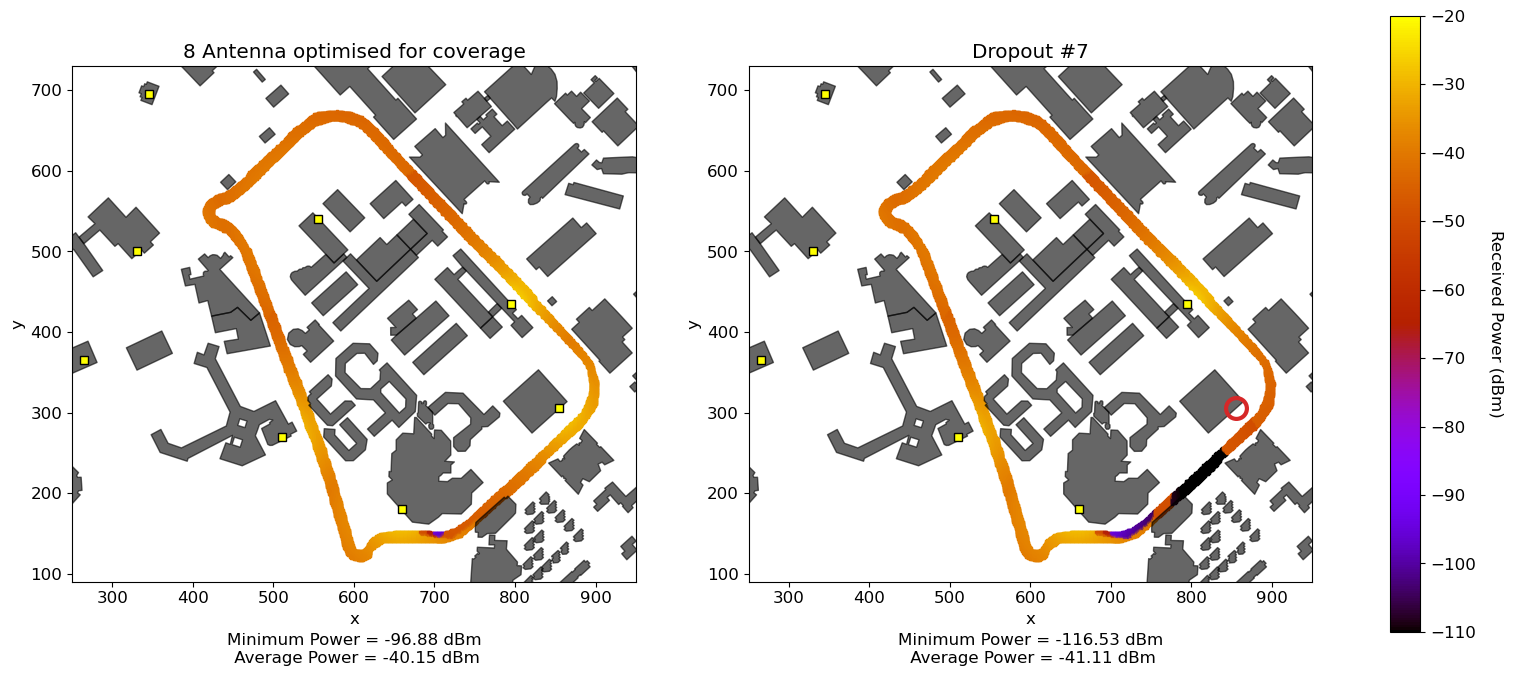 8 Antenna optimised for coverage
700
600
500
400
300
200
100
y
300 400 500 600 700 800 900
x
Minimum Power = -96.88 dBm
Average Power = -40.15 dBm
Dropout #7
700
600
500
400
300
200
100
y
300 400 500 600 700 800 900
x
Minimum Power = -116.53 dBm
Average Power = -41.11 dBm
−20
−30
−40
−50
−60
−70
−80
−90
−100
−110
Received Power (dBm)